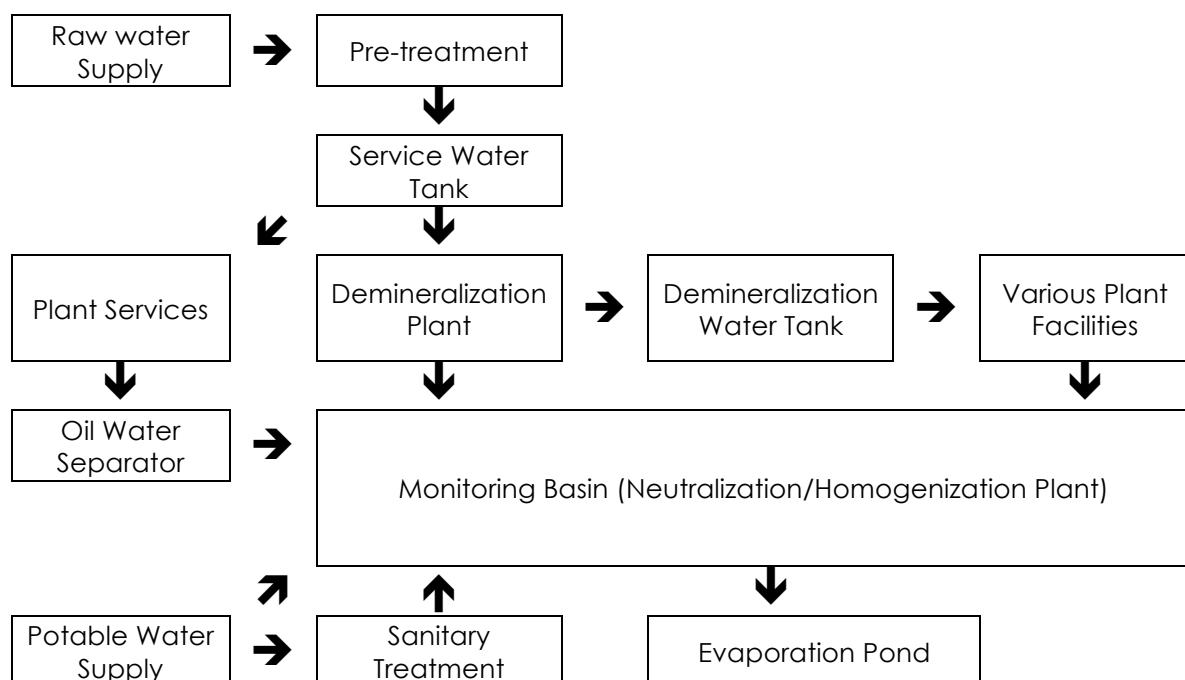 Raw water
Supply
Pre-treatment
Service Water
Tank
Plant Services
Demineralization
Plant
Demineralization
Water Tank
Various Plant
Facilities
Oil Water
Separator
Monitoring Basin (Neutralization/Homogenization Plant)
Potable Water
Supply
Sanitary
Treatment
Evaporation Pond